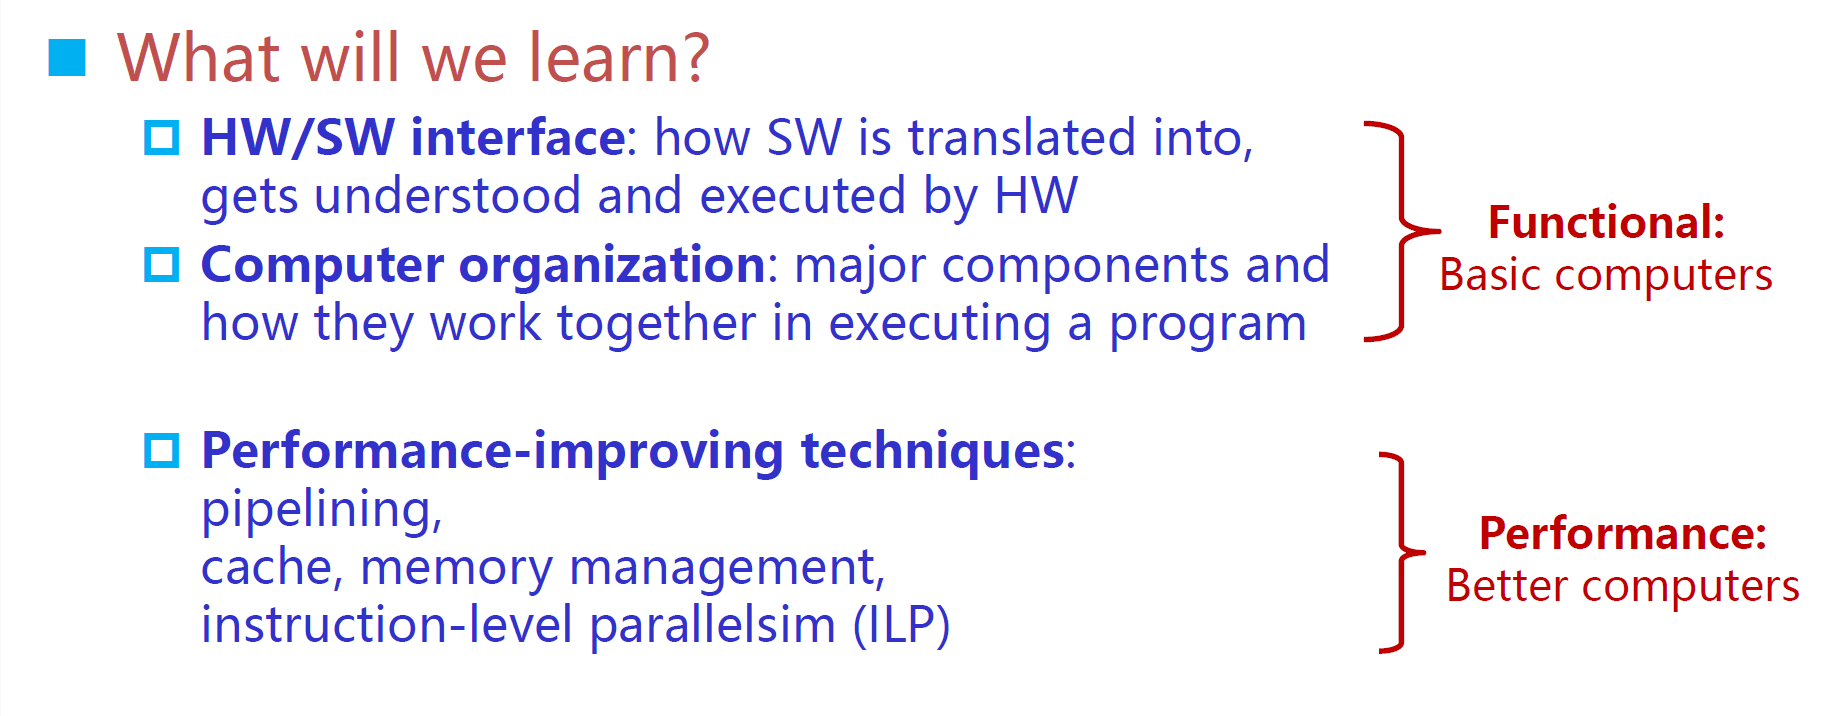 What will we learn?
HW/SW interface: how SW is translated into,
gets understood and executed by HW
Computer organization: major components and
how they work together in executing a program
Functional:
Basic computers
Performance-improving techniques:
pipelining,
cache, memory management,
instruction-level parallelsim (ILP)
Performance:
Better computers